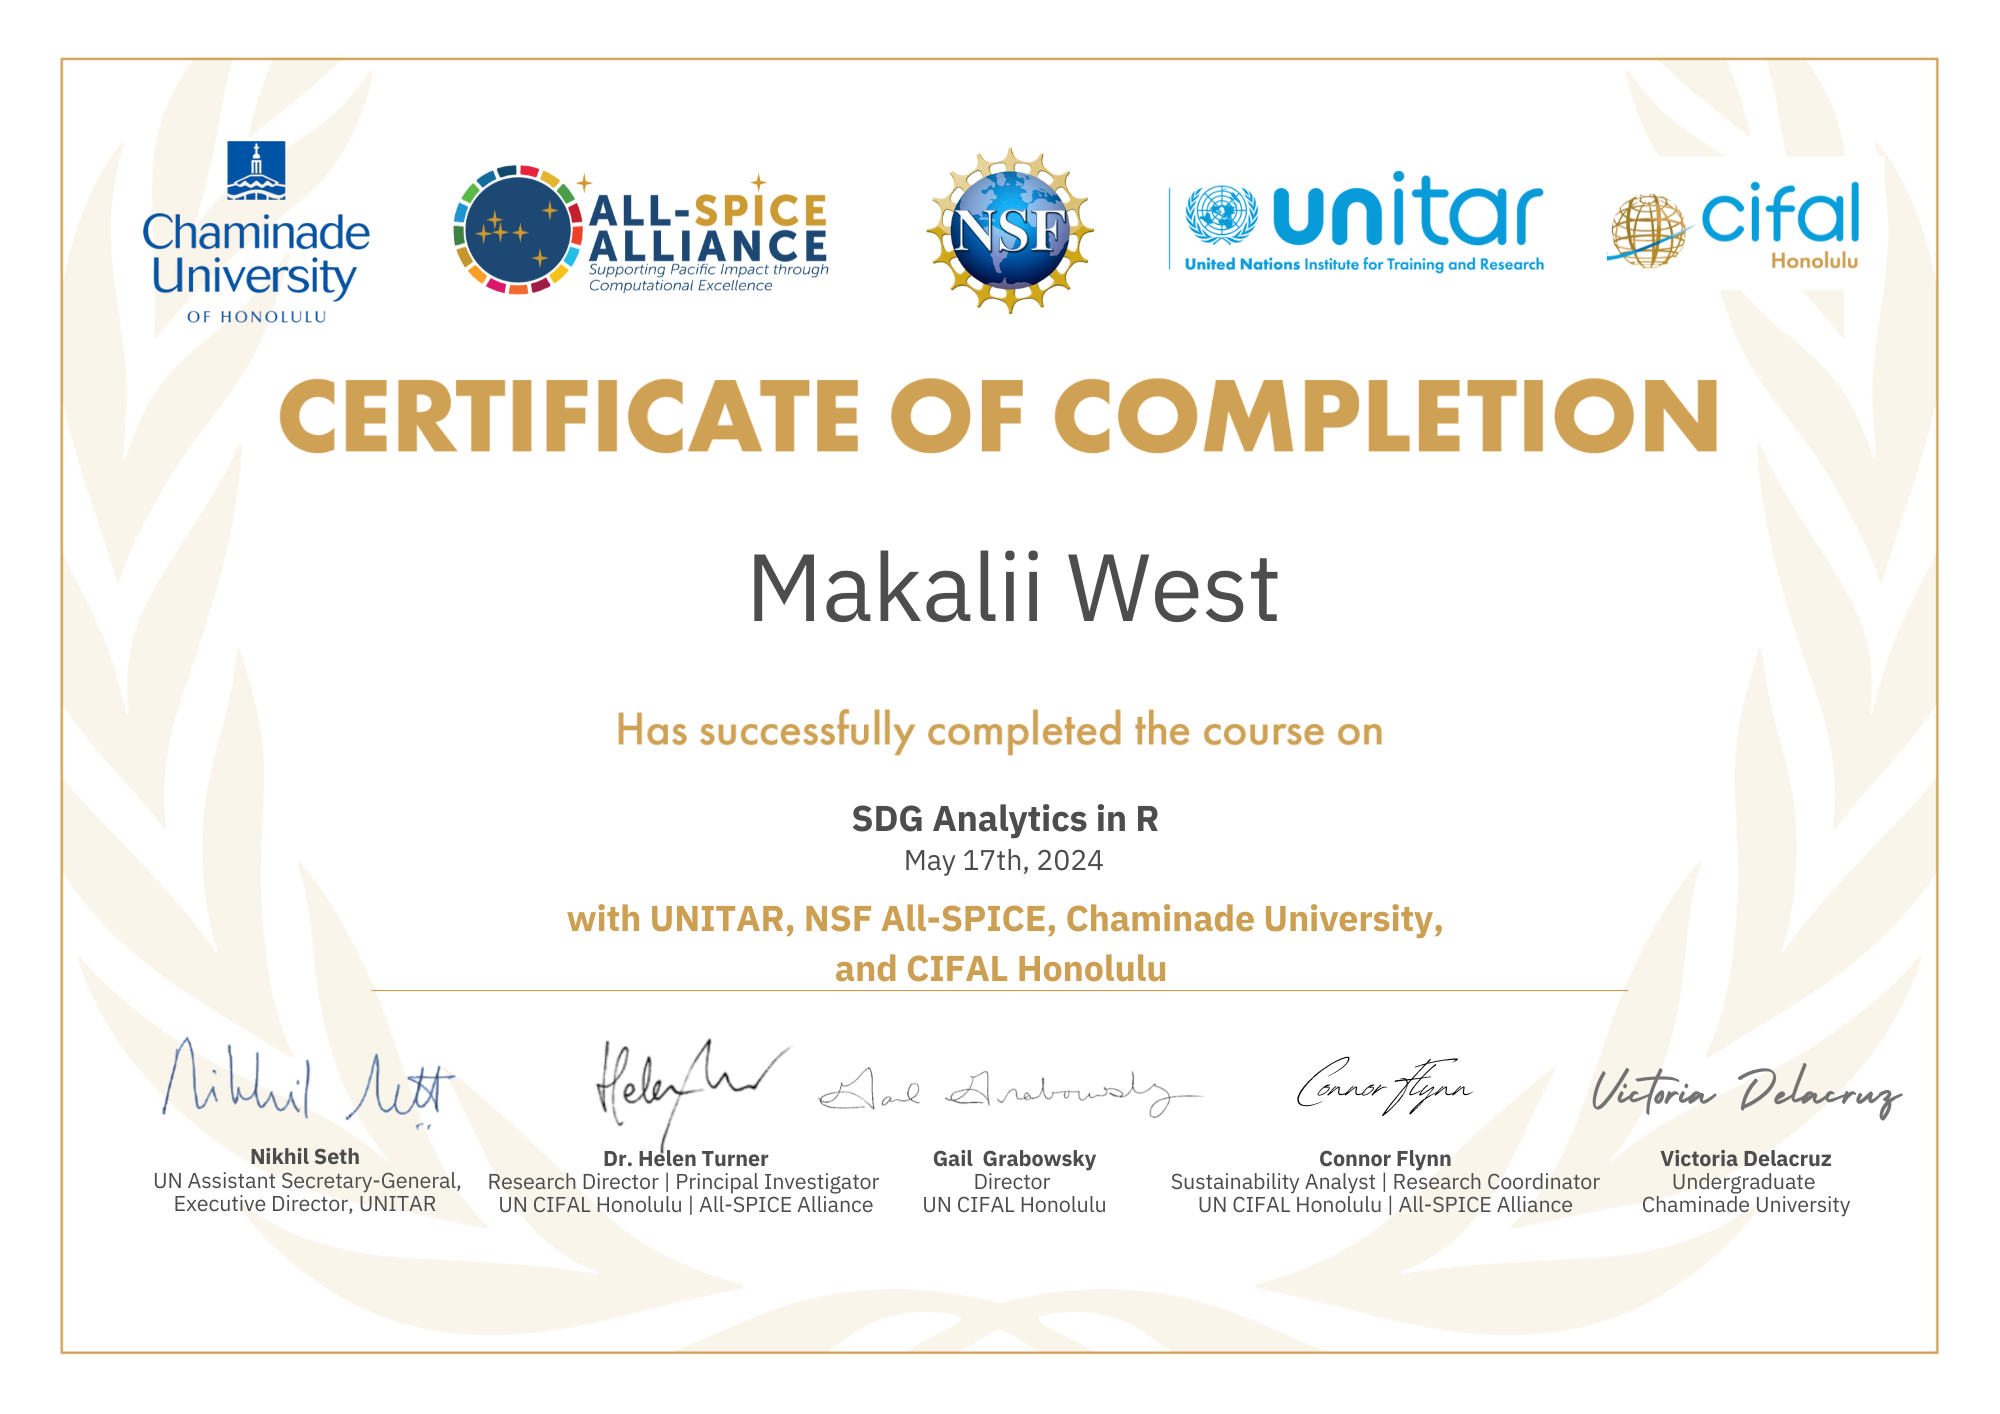 Chaminade
University
OF HONOLULU
ALL-SPICE
ALLIANCE
Supporting Pacific Impact through
Computational Excellence
NSF
unitar
United Nations Institute for Training and Research
cifal
Honolulu
CERTIFICATE OF COMPLETION
Makalii West
Has successfully completed the course on
SDG Analytics in R
May 17th, 2024
with UNITAR, NSF All-SPICE, Chaminade University,
and CIFAL Honolulu
Nikhil Seth
Helen Tur
Gail Grabowsky
Connor Flynn
Victoria Delacruz
Nikhil Seth
UN Assistant Secretary-General,
Executive Director, UNITAR
Dr. Helen Turner
Research Director | Principal Investigator
UN CIFAL Honolulu | All-SPICE Alliance
Gail Grabowsky
Director
UN CIFAL Honolulu
Connor Flynn
Sustainability Analyst | Research Coordinator
UN CIFAL Honolulu | All-SPICE Alliance
Victoria Delacruz
Undergraduate
Chaminade University